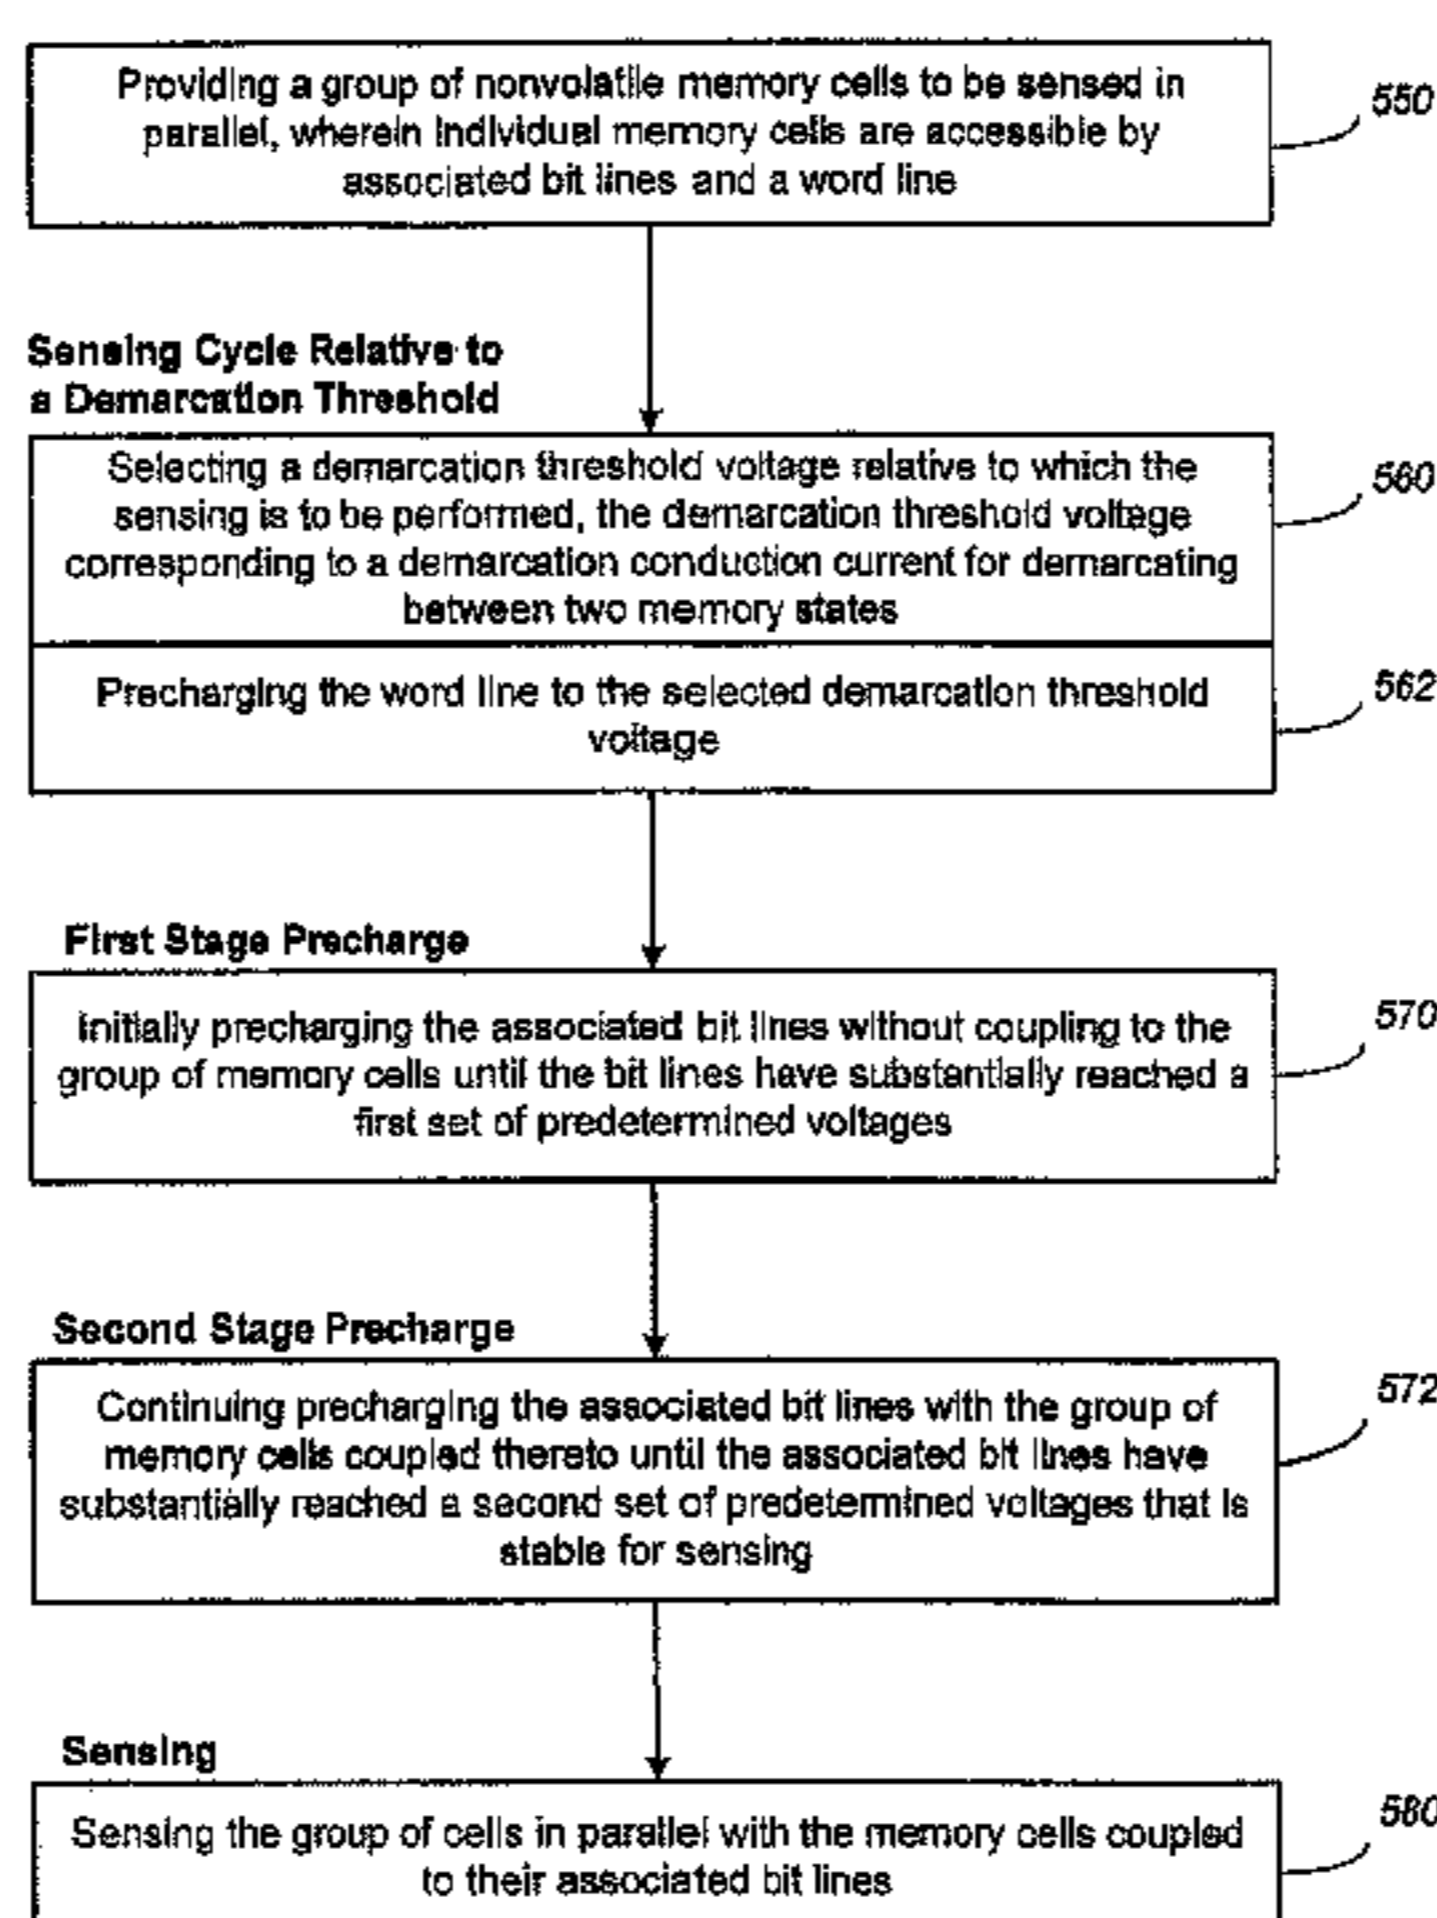 Providing a group of nonvolatile memory cells to be sensed in
parallel, wherein individual memory cells are accessible by
associated bit lines and a word line
550
Sensing Cycle Relative to
a Demarcation Threshold
Selecting a demarcation threshold voltage relative to which the
sensing is to be performed, the demarcation threshold voltage
corresponding to a demarcation conduction current for demarcating
between two memory states
560
Precharging the word line to the selected demarcation threshold
voltage
562
First Stage Precharge
Initially precharging the associated bit lines without coupling to the
group of memory cells until the bit lines have substantially reached a
first set of predetermined voltages
570
Second Stage Precharge
Continuing precharging the associated bit lines with the group of
memory cells coupled thereto until the associated bit lines have
substantially reached a second set of predetermined voltages that is
stable for sensing
572
Sensing
Sensing the group of cells in parallel with the memory cells coupled
to their associated bit lines
580